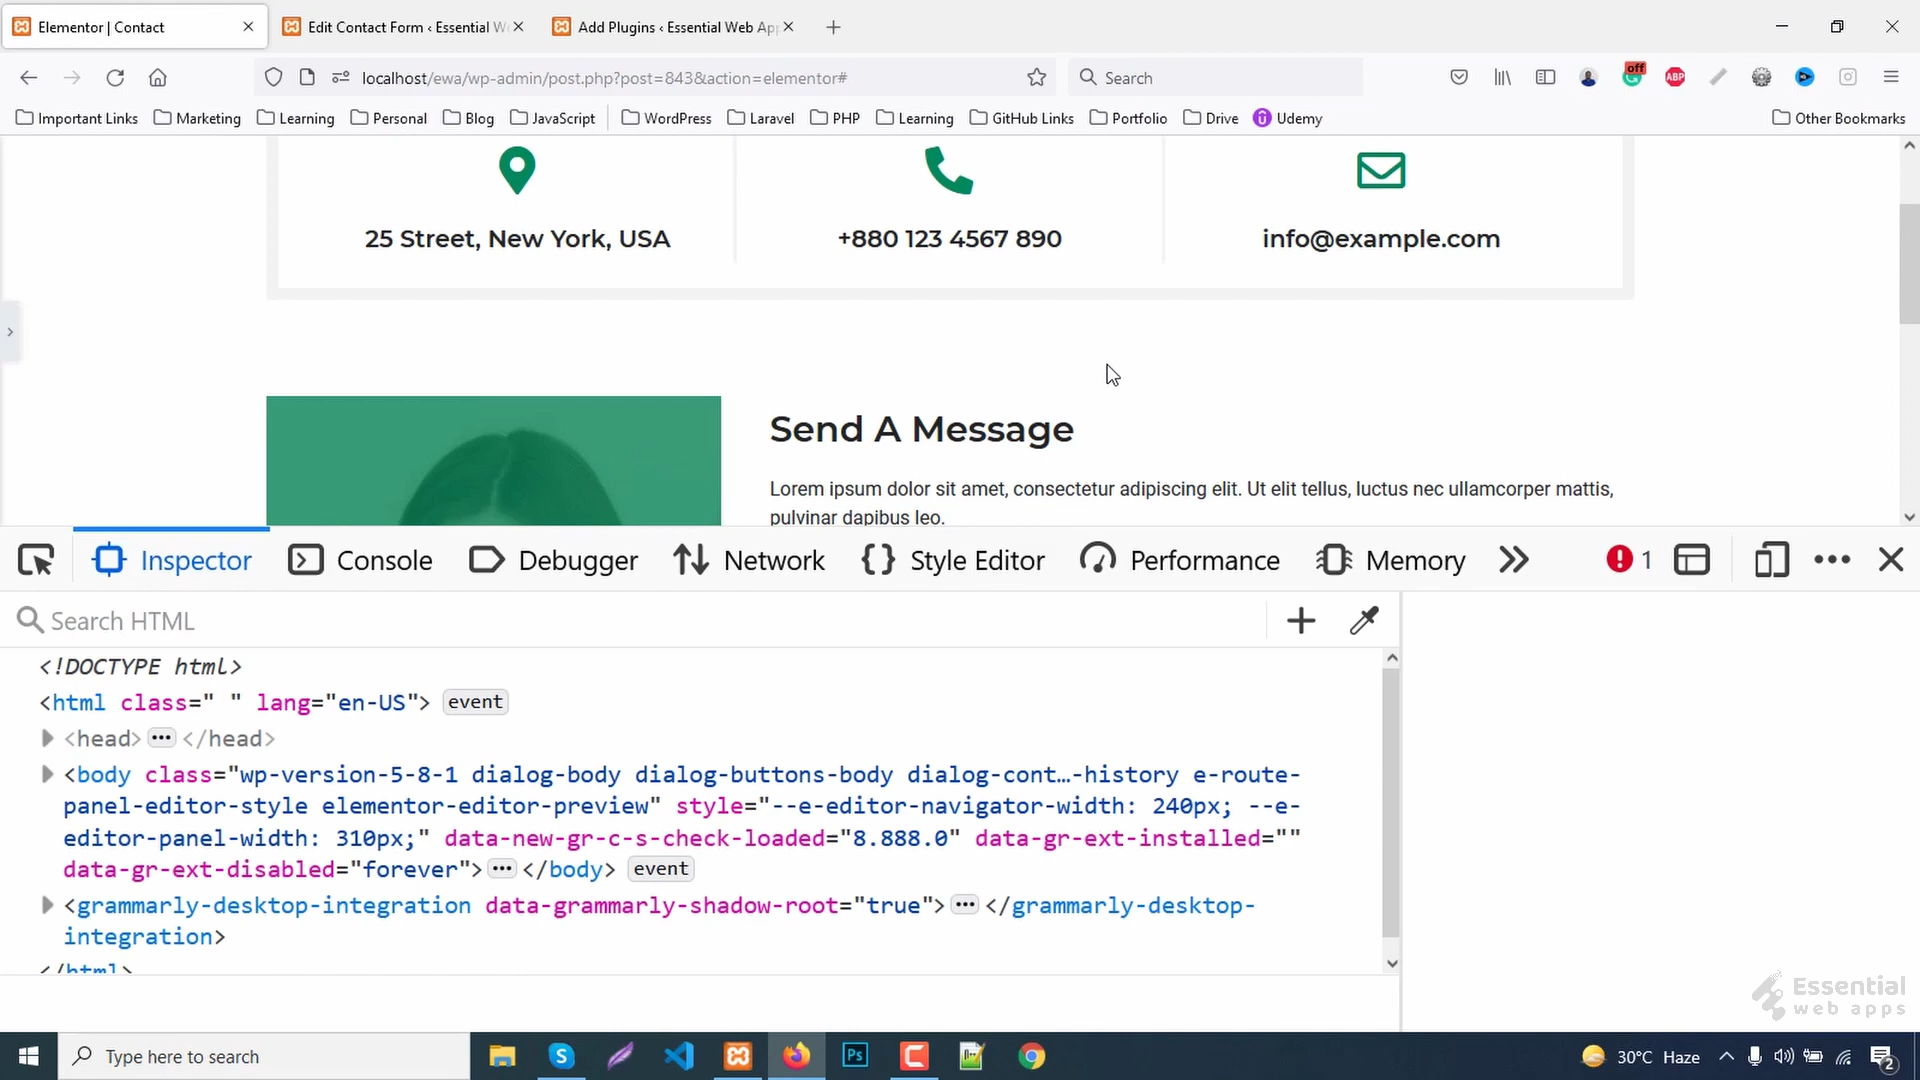 Elementor | Contact
Edit Contact Form ‹ Essential W
Add Plugins ‹ Essential Web Ap
localhost/ewa/wp-admin/post.php?post=843&action=elementor#
Search
off
ABP
Important Links
Marketing
Learning
Personal
Blog
JavaScript
WordPress
Laravel
PHP
Learning
GitHub Links
Portfolio
Drive
Udemy
Other Bookmarks
25 Street, New York, USA
+880 123 4567 890
info@example.com
Send A Message
Lorem ipsum dolor sit amet, consectetur adipiscing elit. Ut elit tellus, luctus nec ullamcorper mattis,
pulvinar dapibus leo.
Inspector
Console
Debugger
Network
Style Editor
Performance
Memory
1
Search HTML
<!DOCTYPE html>
<html class=" " lang="en-US"> event
<head> ••• </head>
<body class="wp-version-5-8-1 dialog-body dialog-buttons-body dialog-cont…-history e-route-
panel-editor-style elementor-editor-preview" style="--e-editor-navigator-width: 240px; --e-
editor-panel-width: 310px;" data-new-gr-c-s-check-loaded="8.888.0" data-gr-ext-installed=""
data-gr-ext-disabled="forever"> ••• </body> event
<grammarly-desktop-integration data-grammarly-shadow-root="true"> ••• </grammarly-desktop-
integration>
</html>
Essential
web apps
Type here to search
Ps
30°C Haze
2